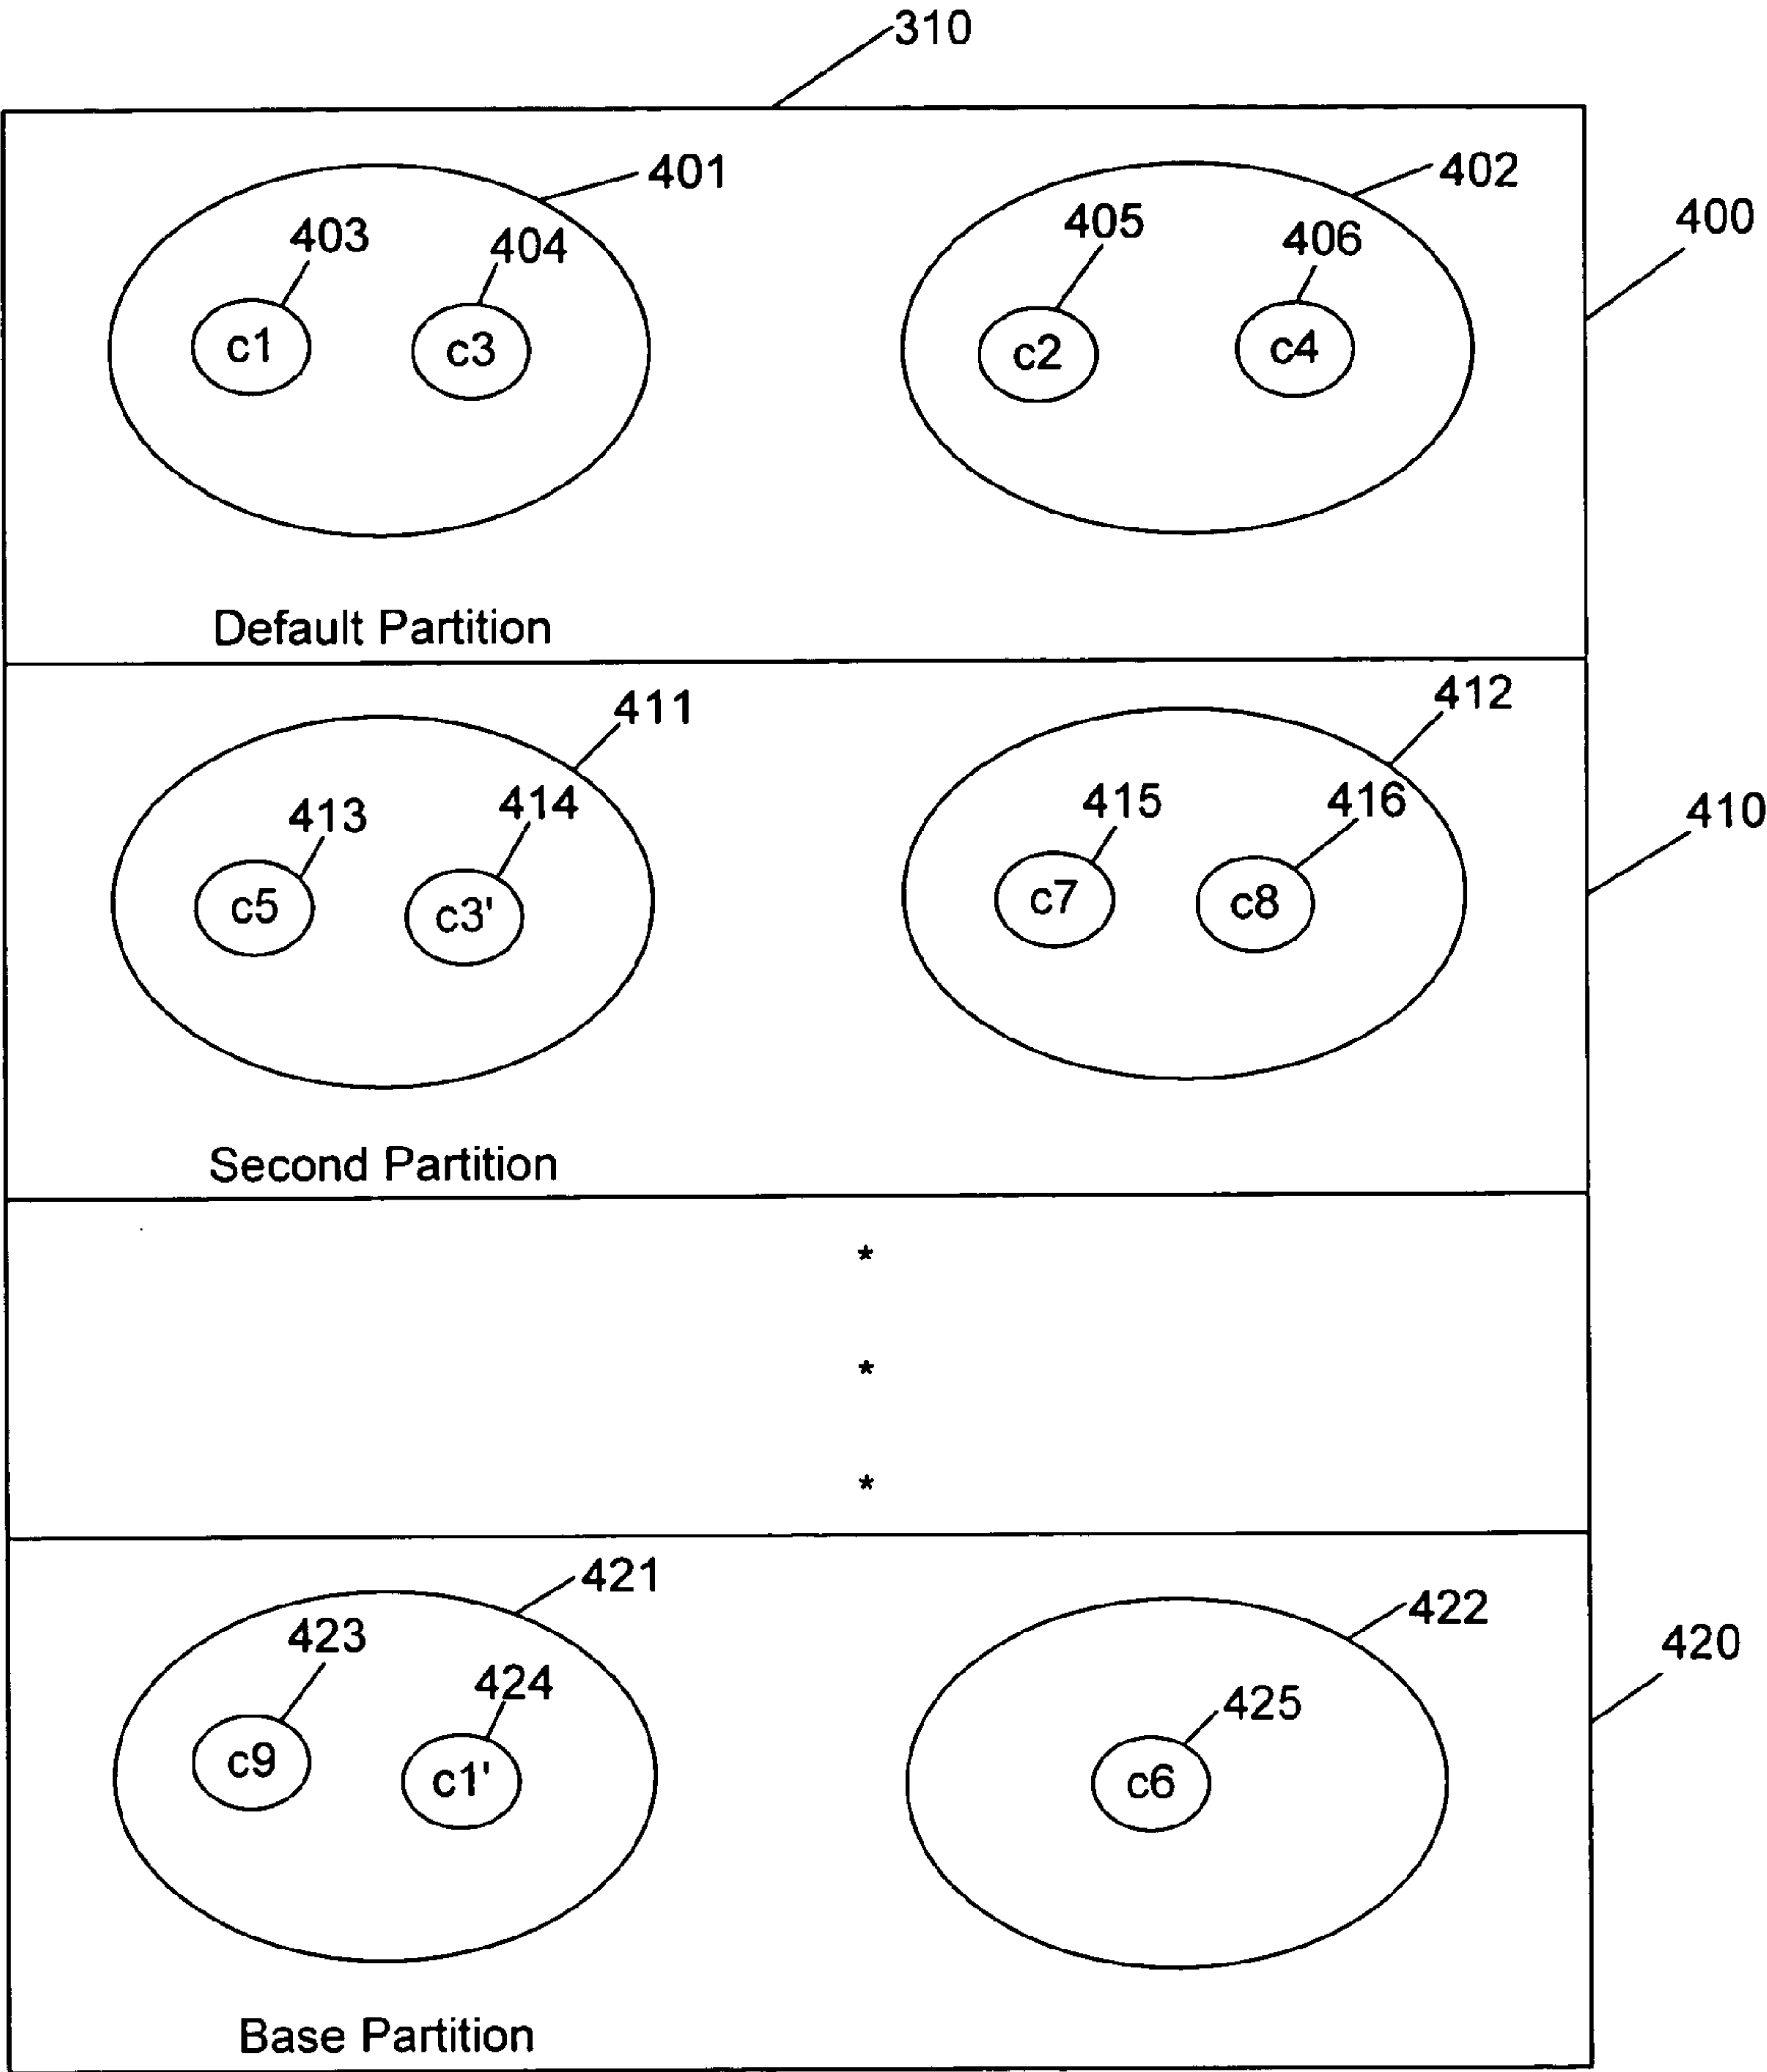 310
401
402
400
403
404
405
406
c1
c3
c2
c4
Default Partition
411
412
410
413
414
415
416
c5
c3'
c7
c8
Second Partition
*
*
*
421
422
420
423
424
425
c9
c1'
c6
Base Partition